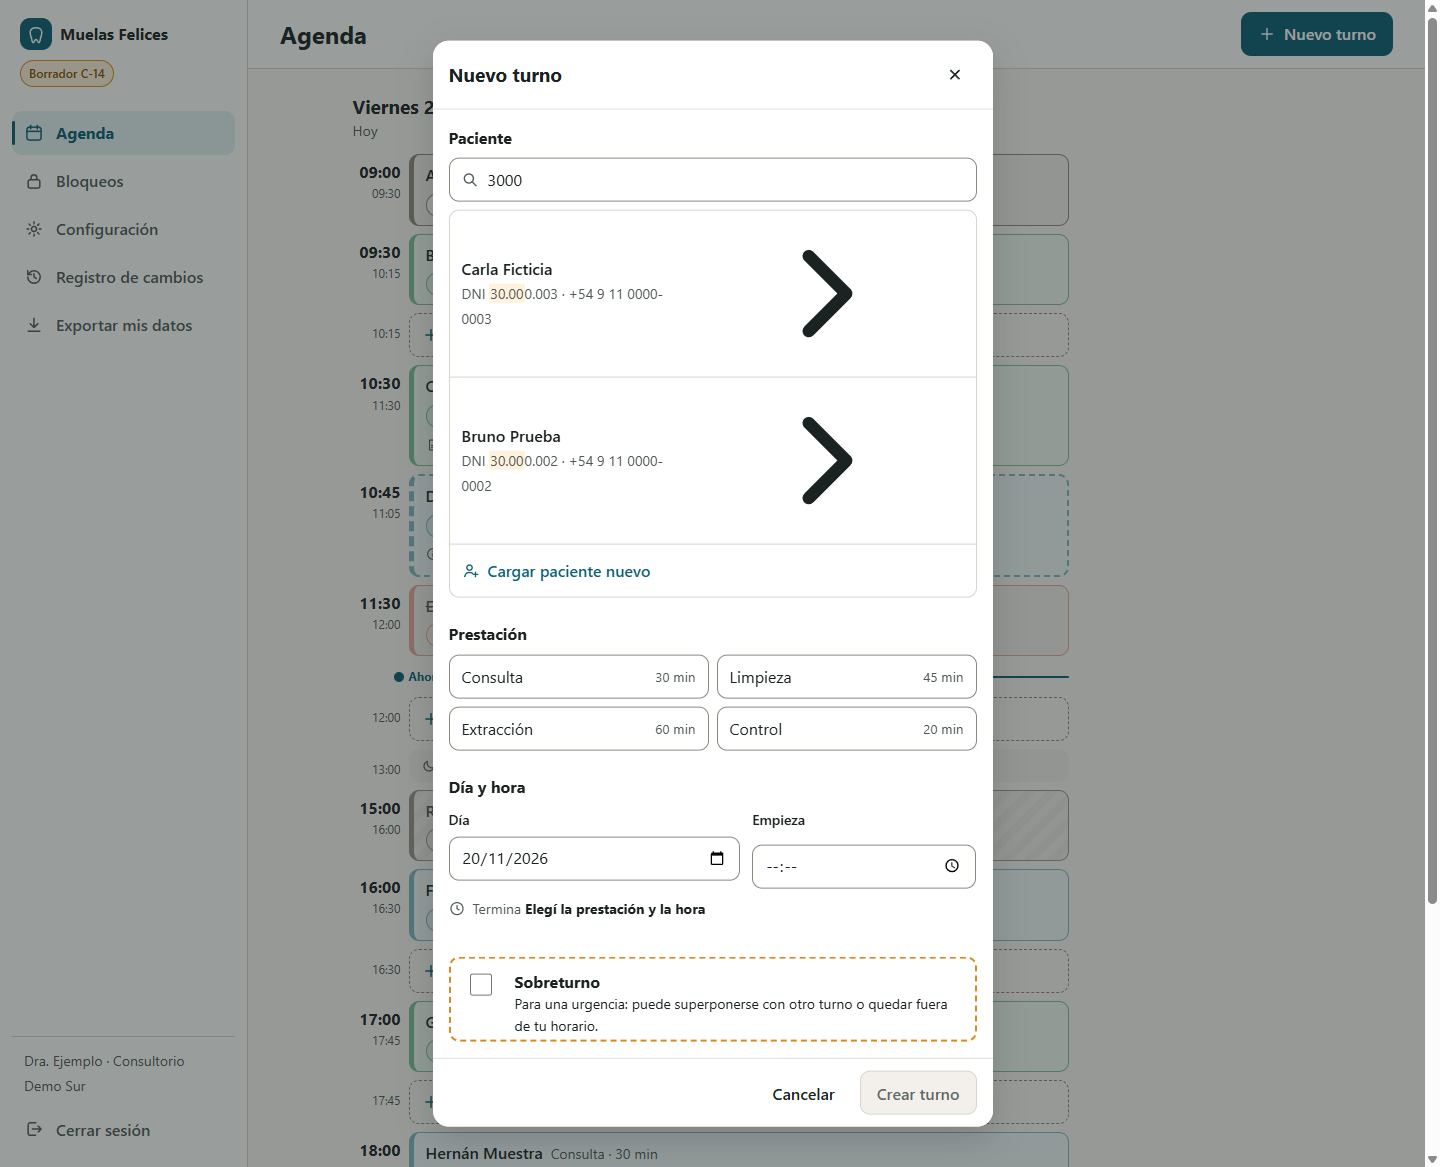 Muelas Felices
Borrador C-14
Agenda
Bloqueos
Configuración
Registro de cambios
Exportar mis datos
Dra. Ejemplo · Consultorio
Demo Sur
Cerrar sesión
Agenda
+ Nuevo turno
Viernes 2
Hoy
09:00
09:30
09:30
10:15
10:15
10:30
11:30
10:45
11:05
11:30
12:00
12:00
13:00
15:00
16:00
16:00
16:30
16:30
17:00
17:45
17:45
18:00
Hernán Muestra Consulta · 30 min
Nuevo turno
Paciente
3000
Carla Ficticia
DNI 30.000.003 · +54 9 11 0000-
0003
Bruno Prueba
DNI 30.000.002 · +54 9 11 0000-
0002
Cargar paciente nuevo
Prestación
Consulta 30 min
Limpieza 45 min
Extracción 60 min
Control 20 min
Día y hora
Día
Empieza
20/11/2026
--:--
Termina Elegí la prestación y la hora
Sobreturno
Para una urgencia: puede superponerse con otro turno o quedar fuera
de tu horario.
Cancelar
Crear turno